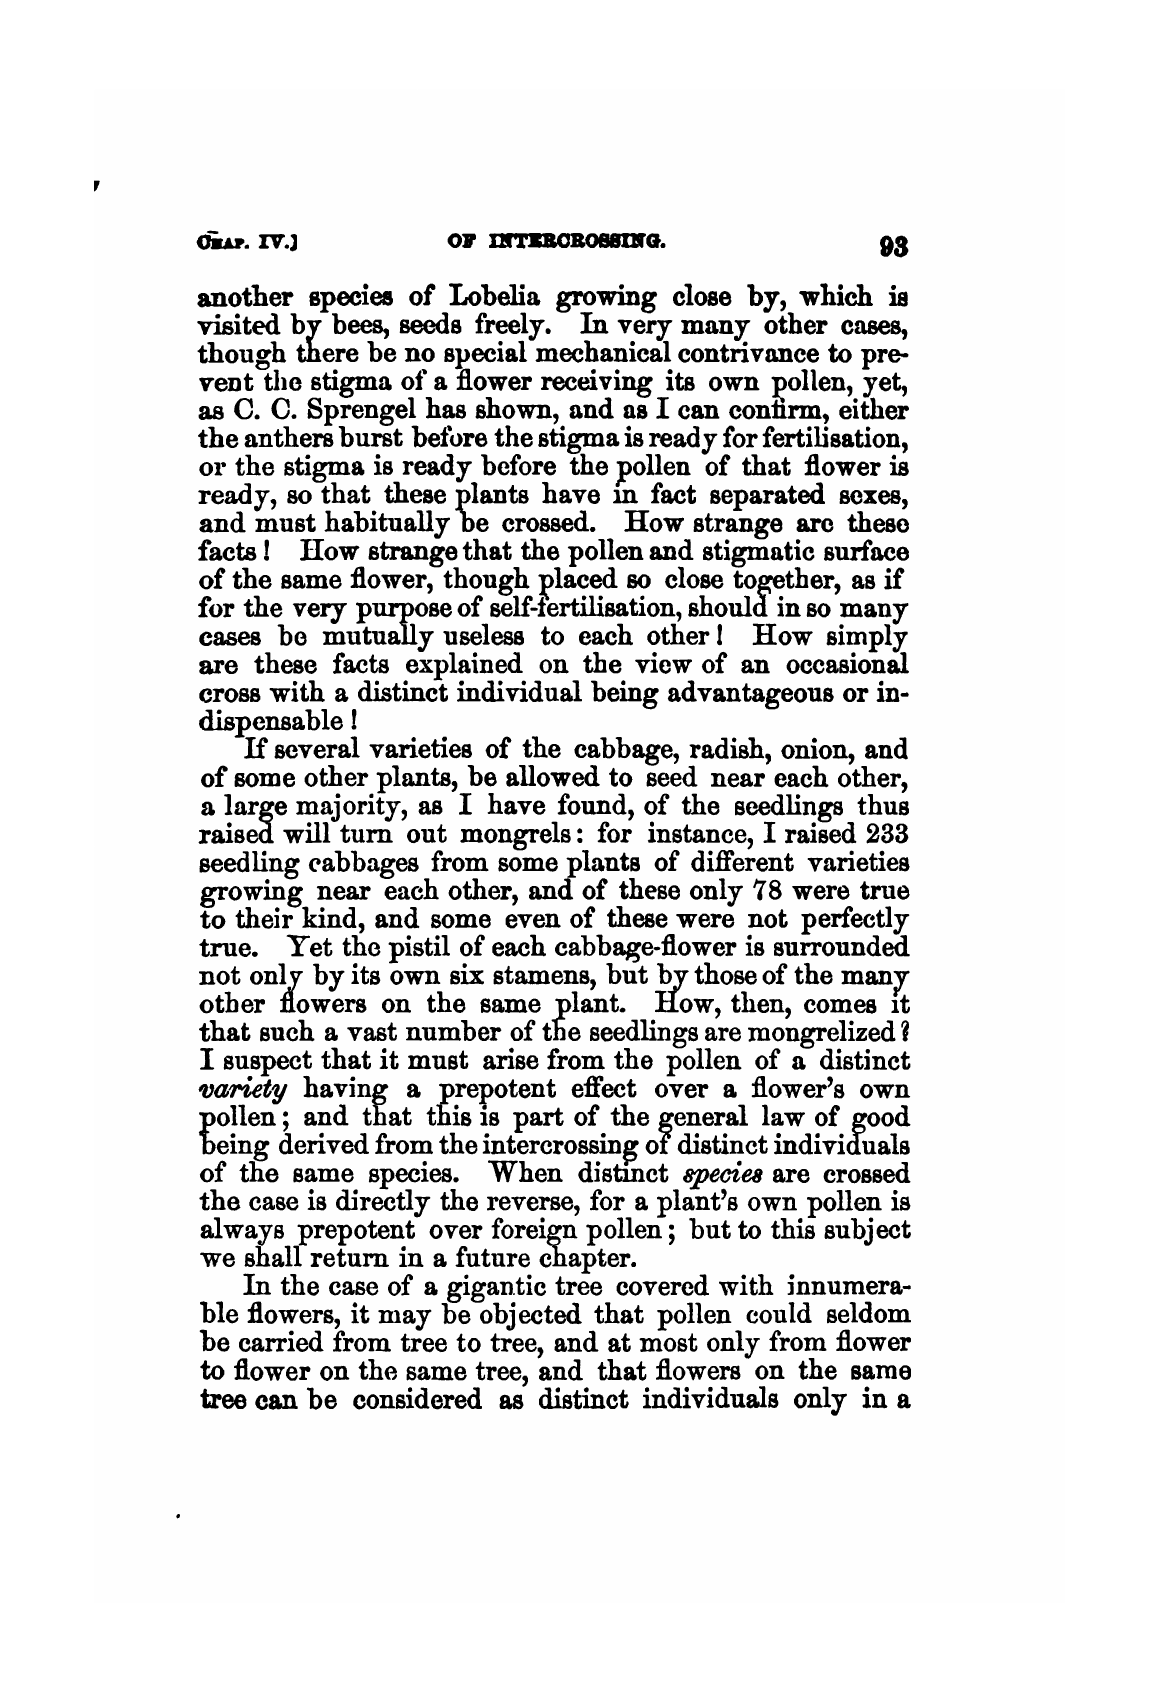 CHAP. IV.] OF INTERCROSSING. 93
another species of Lobelia growing close by, which is
visited by bees, seeds freely. In very many other cases,
though there be no special mechanical contrivance to pre-
vent the stigma of a flower receiving its own pollen, yet,
as C. C. Sprengel has shown, and as I can confirm, either
the anthers burst before the stigma is ready for fertilisation,
or the stigma is ready before the pollen of that flower is
ready, so that these plants have in fact separated sexes,
and must habitually be crossed. How strange are these
facts! How strange that the pollen and stigmatic surface
of the same flower, though placed so close together, as if
for the very purpose of self-fertilisation, should in so many
cases be mutually useless to each other! How simply
are these facts explained on the view of an occasional
cross with a distinct individual being advantageous or in-
dispensable!
If several varieties of the cabbage, radish, onion, and
of some other plants, be allowed to seed near each other,
a large majority, as I have found, of the seedlings thus
raised will turn out mongrels: for instance, I raised 233
seedling cabbages from some plants of different varieties
growing near each other, and of these only 78 were true
to their kind, and some even of these were not perfectly
true. Yet the pistil of each cabbage-flower is surrounded
not only by its own six stamens, but by those of the many
other flowers on the same plant. How, then, comes it
that such a vast number of the seedlings are mongrelized?
I suspect that it must arise from the pollen of a distinct
variety having a prepotent effect over a flower's own
pollen; and that this is part of the general law of good
being derived from the intercrossing of distinct individuals
of the same species. When distinct species are crossed
the case is directly the reverse, for a plant's own pollen is
always prepotent over foreign pollen; but to this subject
we shall return in a future chapter.
In the case of a gigantic tree covered with innumera-
ble flowers, it may be objected that pollen could seldom
be carried from tree to tree, and at most only from flower
to flower on the same tree, and that flowers on the same
tree can be considered as distinct individuals only in a